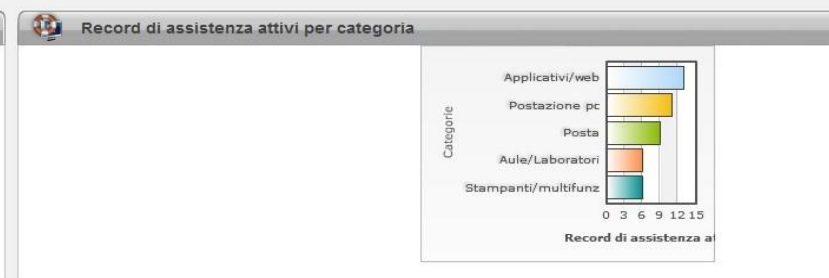 Record di assistenza attivi per categoria
Categorie
Applicativi/web
Postazione pc
Posta
Aule/Laboratori
Stampanti/multifunz
0 3 6 9 12 15
Record di assistenza at